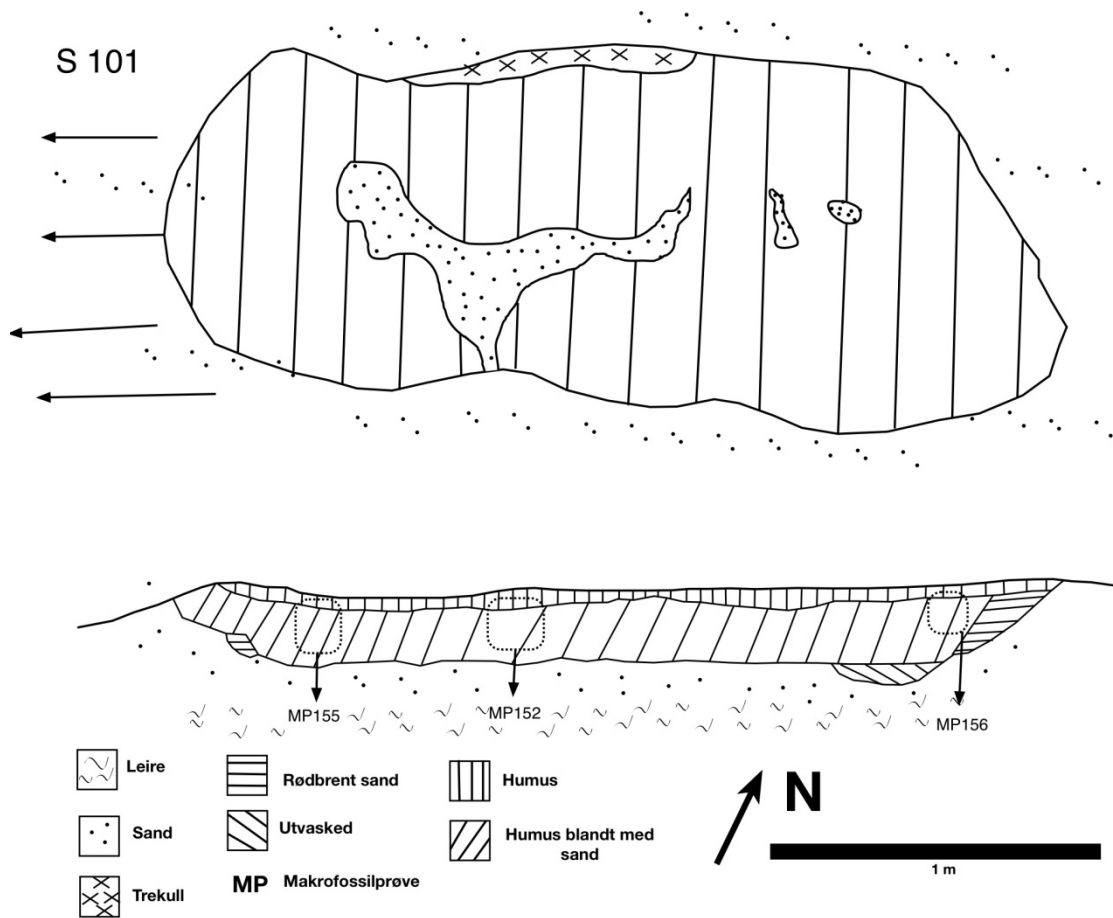 S 101
MP155
MP152
MP156
Leire
Rødbrent sand
Humus
Sand
Utvasked
Humus blandt med
sand
Trekull
MP Makrofossilprøve
N
1 m